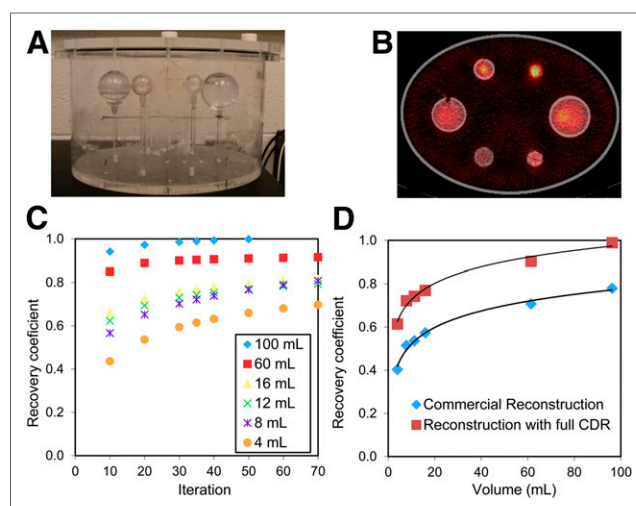 A
B
C
1.0
0.8
0.6
0.4
0.2
0.0
Recovery coeficient
0
10
20
30
40
50
60
70
Iteration
100 mL
60 mL
16 mL
12 mL
8 mL
4 mL
D
1.0
0.8
0.6
0.4
0.2
0.0
Recovery coefficient
0
20
40
60
80
100
Volume (mL)
Commercial Reconstruction
Reconstruction with full CDR